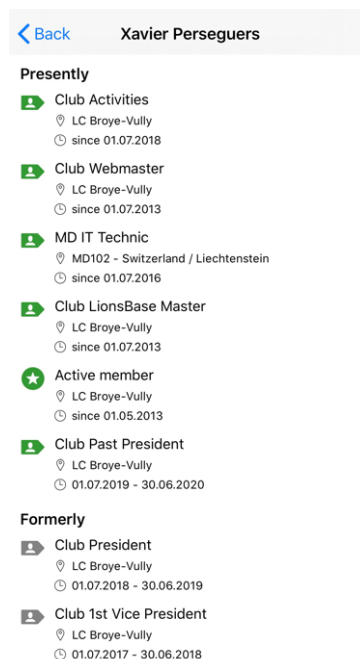 Back
Xavier Perseguers
Presently
Club Activities
LC Broye-Vully
since 01.07.2018
Club Webmaster
LC Broye-Vully
since 01.07.2013
MD IT Technic
MD102 - Switzerland / Liechtenstein
since 01.07.2016
Club LionsBase Master
LC Broye-Vully
since 01.07.2013
Active member
LC Broye-Vully
since 01.05.2013
Club Past President
LC Broye-Vully
01.07.2019 - 30.06.2020
Formerly
Club President
LC Broye-Vully
01.07.2018 - 30.06.2019
Club 1st Vice President
LC Broye-Vully
01.07.2017 - 30.06.2018